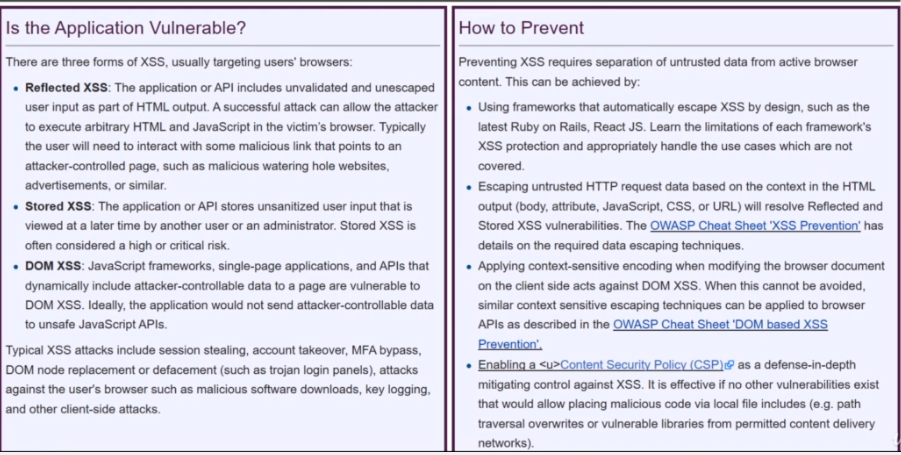 Is the Application Vulnerable?
There are three forms of XSS, usually targeting users' browsers:
• Reflected XSS: The application or API includes unvalidated and unescaped
user input as part of HTML output. A successful attack can allow the attacker
to execute arbitrary HTML and JavaScript in the victim's browser. Typically
the user will need to interact with some malicious link that points to an
attacker-controlled page, such as malicious watering hole websites,
advertisements, or similar.
• Stored XSS: The application or API stores unsanitized user input that is
viewed at a later time by another user or an administrator. Stored XSS is
often considered a high or critical risk.
• DOM XSS: JavaScript frameworks, single-page applications, and APIs that
dynamically include attacker-controllable data to a page are vulnerable to
DOM XSS. Ideally, the application would not send attacker-controllable data
to unsafe JavaScript APIs.
Typical XSS attacks include session stealing, account takeover, MFA bypass,
DOM node replacement or defacement (such as trojan login panels), attacks
against the user's browser such as malicious software downloads, key logging,
and other client-side attacks.
How to Prevent
Preventing XSS requires separation of untrusted data from active browser
content. This can be achieved by:
• Using frameworks that automatically escape XSS by design, such as the
latest Ruby on Rails, React JS. Learn the limitations of each framework's
XSS protection and appropriately handle the use cases which are not
covered.
• Escaping untrusted HTTP request data based on the context in the HTML
output (body, attribute, JavaScript, CSS, or URL) will resolve Reflected and
Stored XSS vulnerabilities. The OWASP Cheat Sheet 'XSS Prevention' has
details on the required data escaping techniques.
• Applying context-sensitive encoding when modifying the browser document
on the client side acts against DOM XSS. When this cannot be avoided,
similar context sensitive escaping techniques can be applied to browser
APIs as described in the OWASP Cheat Sheet 'DOM based XSS
Prevention'.
• Enabling a <u>Content Security Policy (CSP) as a defense-in-depth
mitigating control against XSS. It is effective if no other vulnerabilities exist
that would allow placing malicious code via local file includes (e.g. path
traversal overwrites or vulnerable libraries from permitted content delivery
networks).